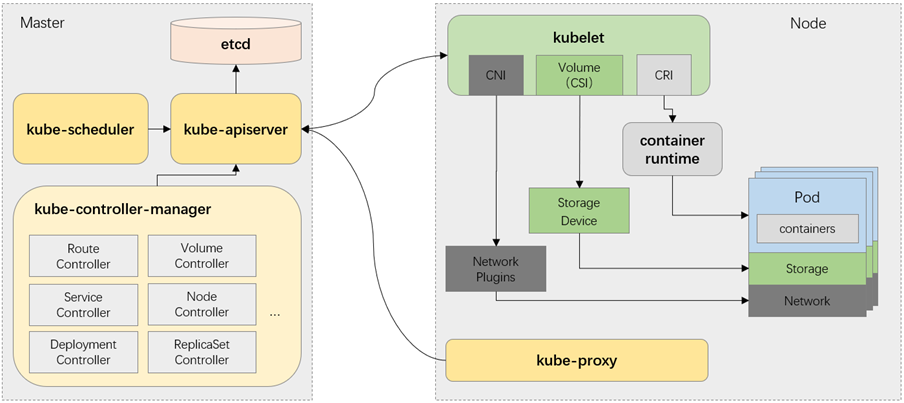 Master
etcd
kube-scheduler
kube-apiserver
kube-controller-manager
Route
Controller
Volume
Controller
Service
Controller
Node
Controller
...
Deployment
Controller
ReplicaSet
Controller
Node
kubelet
CNI
Volume
（CSI）
CRI
container
runtime
Storage
Device
Network
Plugins
Pod
containers
Storage
Network
kube-proxy